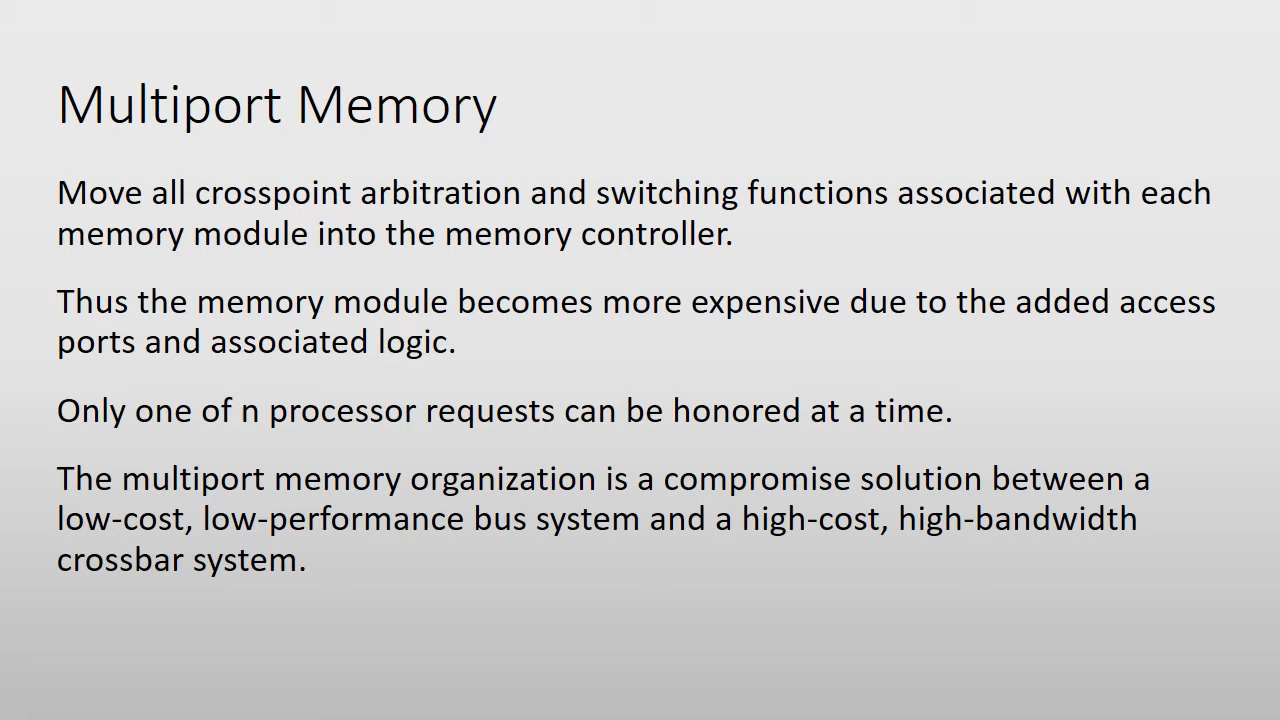 Multiport Memory
Move all crosspoint arbitration and switching functions associated with each
memory module into the memory controller.
Thus the memory module becomes more expensive due to the added access
ports and associated logic.
Only one of n processor requests can be honored at a time.
The multiport memory organization is a compromise solution between a
low-cost, low-performance bus system and a high-cost, high-bandwidth
crossbar system.